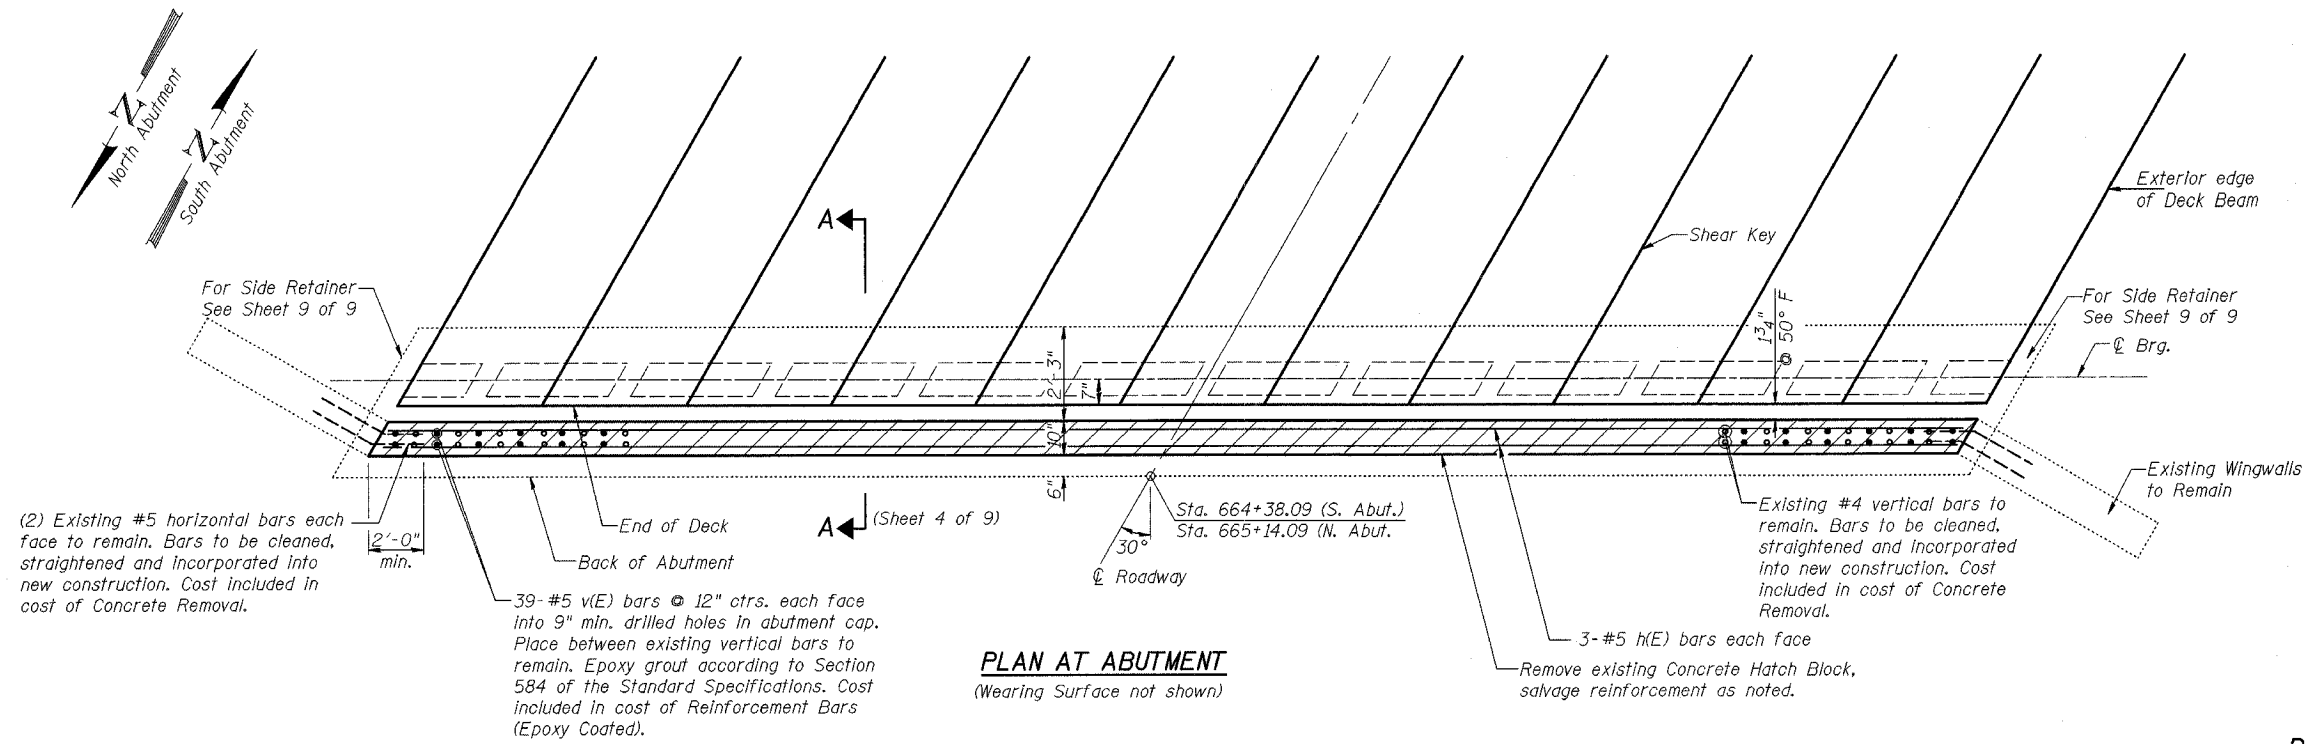 N
North Abutment
N
South Abutment
For Side Retainer
See Sheet 9 of 9
A
Shear Key
Exterior edge
of Deck Beam
1 3/4"
@ 50° F
For Side Retainer
See Sheet 9 of 9
℄ Brg.
2'-3"
7"
10"
6"
(2) Existing #5 horizontal bars each
face to remain. Bars to be cleaned,
straightened and incorporated into
new construction. Cost included in
cost of Concrete Removal.
2'-0"
min.
End of Deck
Back of Abutment
A
(Sheet 4 of 9)
Sta. 664+38.09 (S. Abut.)
Sta. 665+14.09 (N. Abut.
30°
℄ Roadway
Existing Wingwalls
to Remain
Existing #4 vertical bars to
remain. Bars to be cleaned,
straightened and incorporated
into new construction. Cost
included in cost of Concrete
Removal.
39-#5 v(E) bars @ 12" ctrs. each face
into 9" min. drilled holes in abutment cap.
Place between existing vertical bars to
remain. Epoxy grout according to Section
584 of the Standard Specifications. Cost
included in cost of Reinforcement Bars
(Epoxy Coated).
3-#5 h(E) bars each face
Remove existing Concrete Hatch Block,
salvage reinforcement as noted.
PLAN AT ABUTMENT
(Wearing Surface not shown)